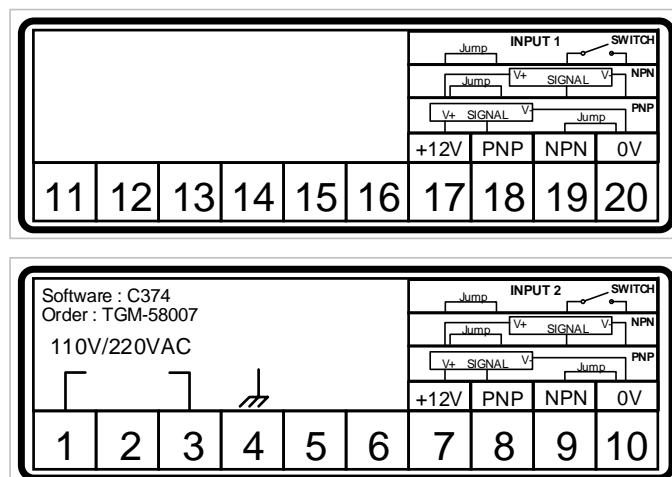 INPUT 1
Jump
SWITCH
V+ SIGNAL V- NPN
Jump
PNP
V+ SIGNAL V-
Jump
+12V PNP NPN 0V
11 12 13 14 15 16 17 18 19 20
Software : C374
Order : TGM-58007
110V/220VAC
INPUT 2
Jump
SWITCH
V+ SIGNAL V- NPN
Jump
PNP
V+ SIGNAL V-
Jump
+12V PNP NPN 0V
1 2 3 4 5 6 7 8 9 10